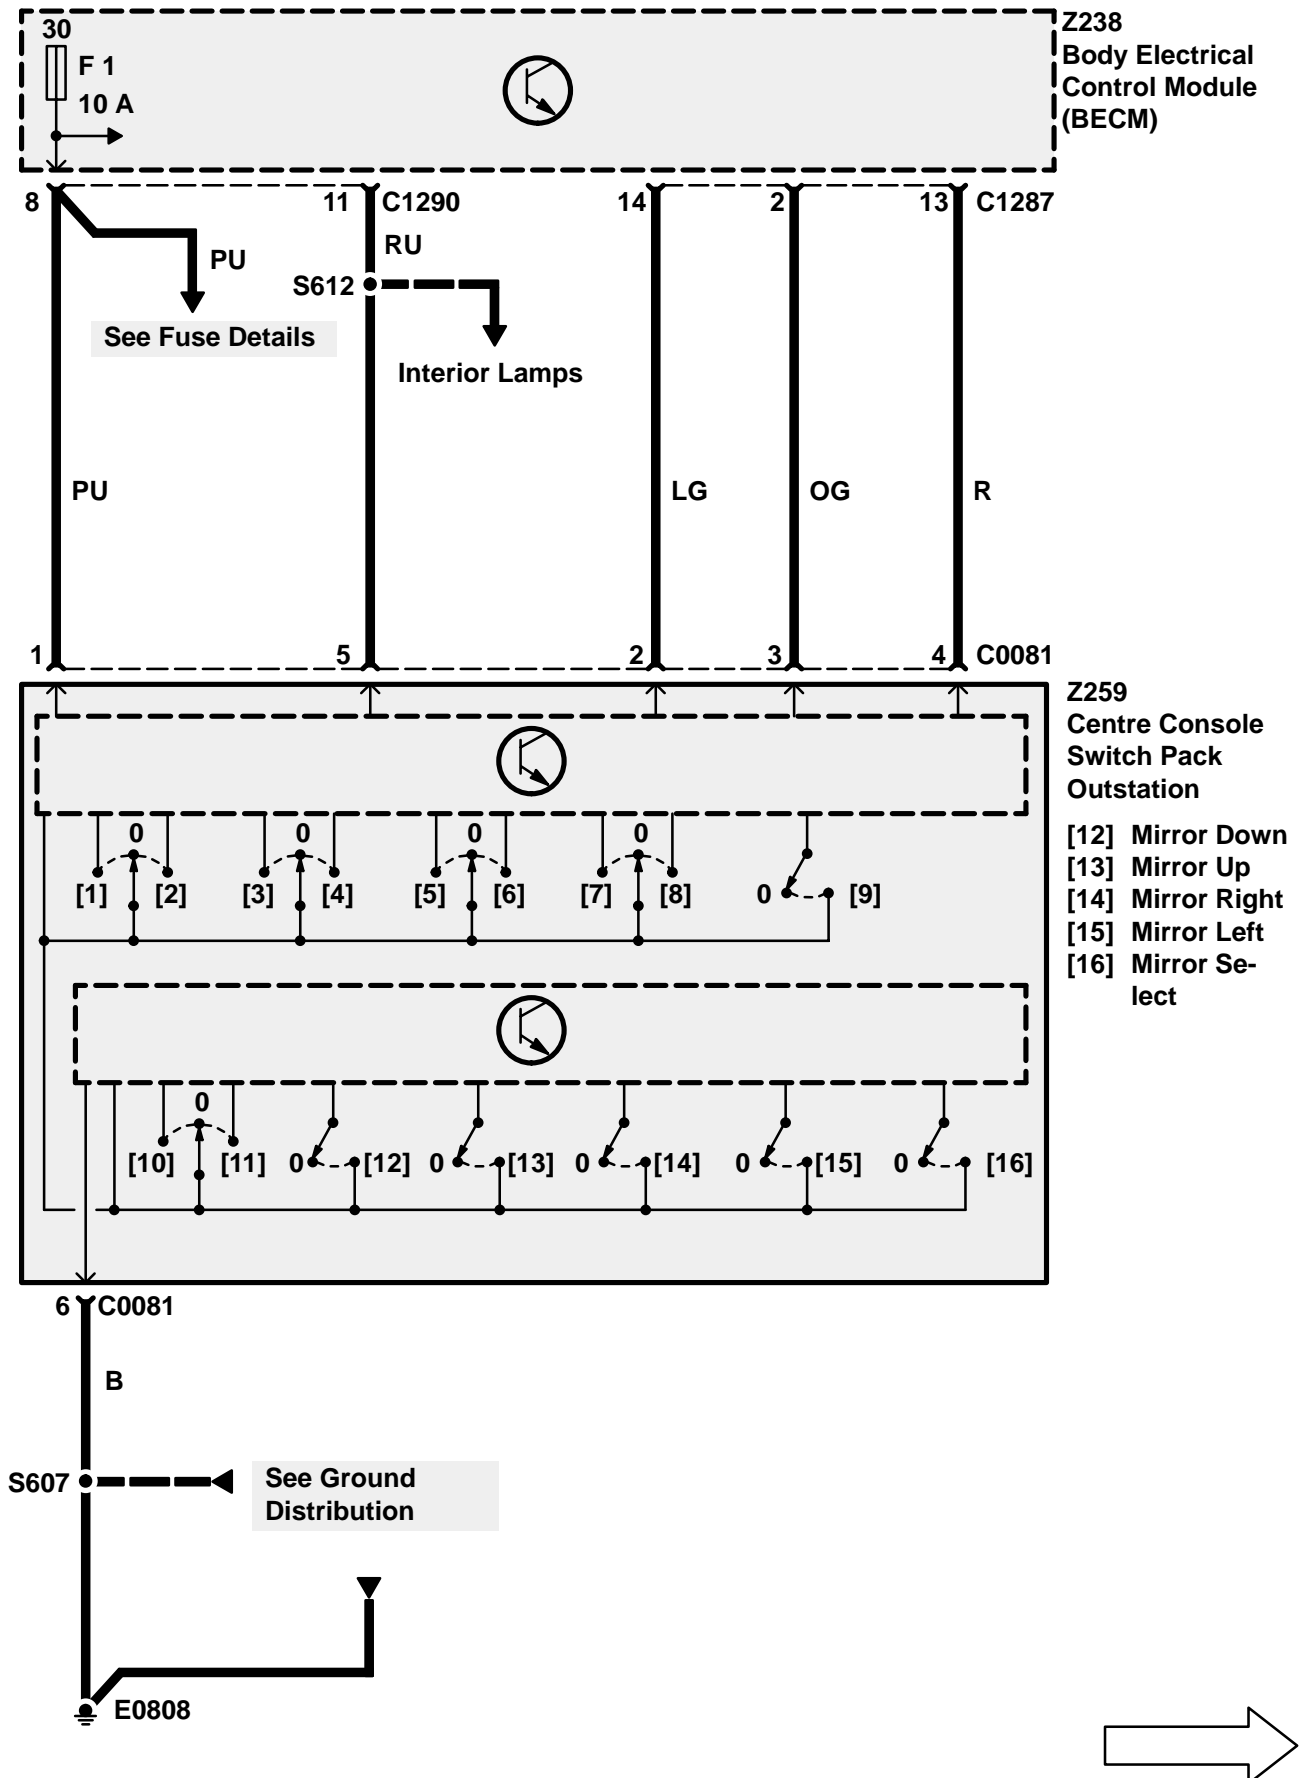 30
F 1
10 A
Z238
Body Electrical
Control Module
(BECM)
8
11
C1290
14
2
13
C1287
PU
RU
S612
See Fuse Details
Interior Lamps
PU
LG
OG
R
1
5
2
3
4
C0081
Z259
Centre Console
Switch Pack
Outstation
[12] Mirror Down
[13] Mirror Up
[14] Mirror Right
[15] Mirror Left
[16] Mirror Se-
lect
0
0
0
0
[1]
[2]
[3]
[4]
[5]
[6]
[7]
[8]
0
[9]
0
[10]
[11]
0
[12]
0
[13]
0
[14]
0
[15]
0
[16]
6
C0081
B
S607
See Ground
Distribution
E0808